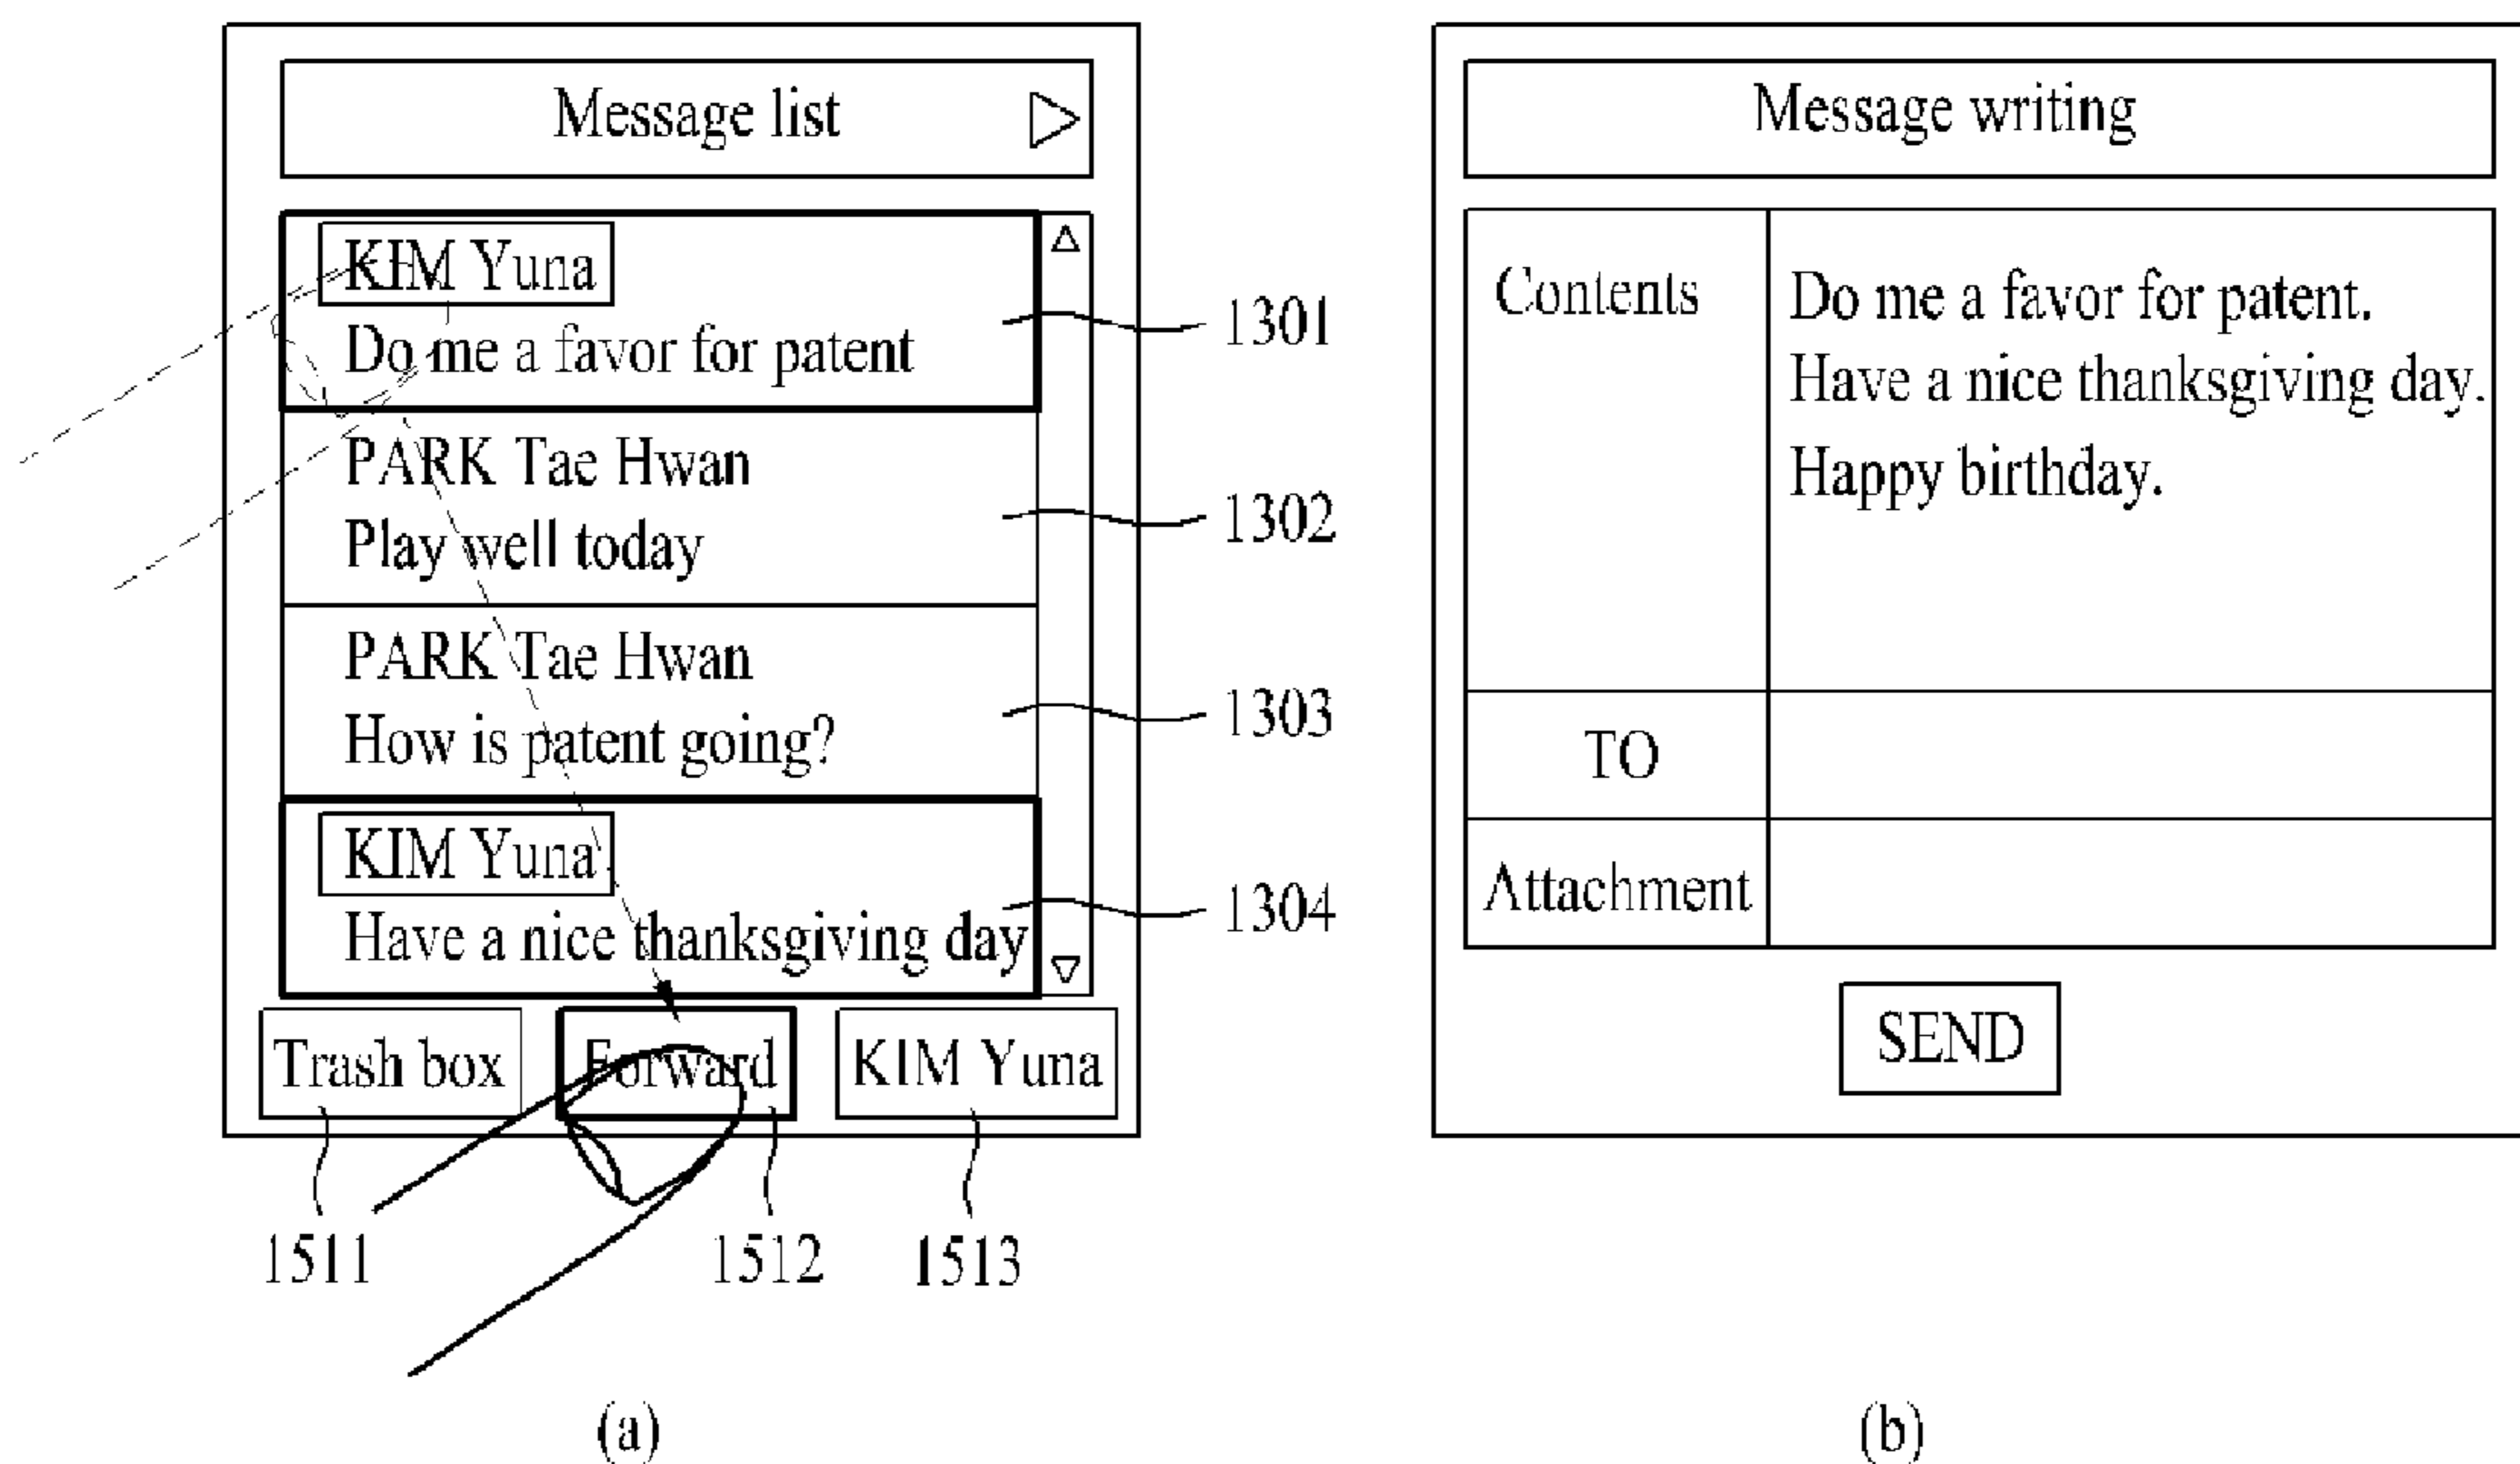 Message list
KIM Yuna
Do me a favor for patent
1301
PARK Tae Hwan
Play well today
1302
PARK Tae Hwan
How is patent going?
1303
KIM Yuna
Have a nice thanksgiving day
1304
Trash box
Forward
KIM Yuna
1511
1512
1513
(a)
Message writing
Contents
Do me a favor for patent.
Have a nice thanksgiving day.
Happy birthday.
TO
Attachment
SEND
(b)